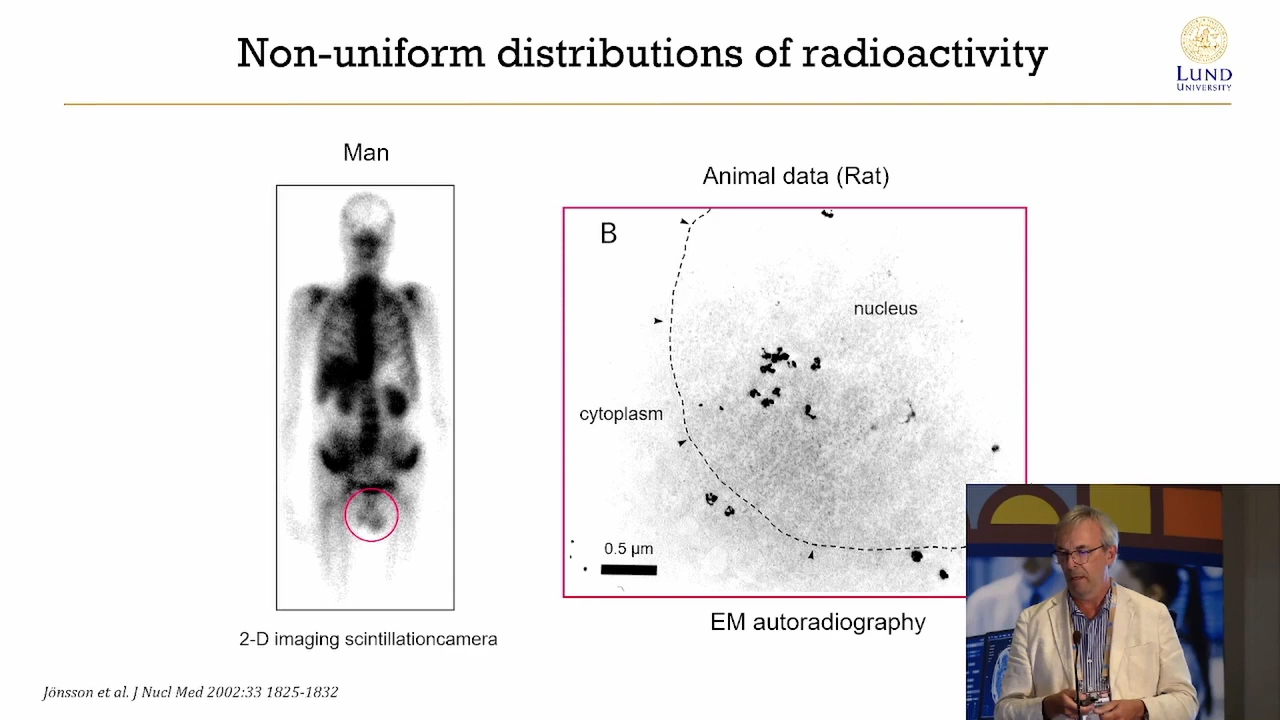 Non-uniform distributions of radioactivity
LUND
UNIVERSITY
Man
Animal data (Rat)
B
nucleus
cytoplasm
0.5 µm
2-D imaging scintillationcamera
EM autoradiography
Jönsson et al. J Nucl Med 2002:33 1825-1832